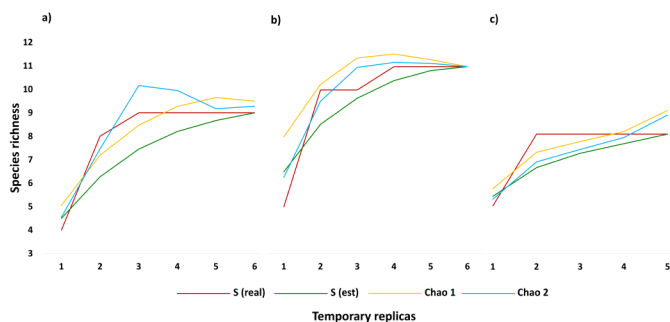 a)
b)
c)
Species richness
12
11
10
9
8
7
6
5
4
3
1 2 3 4 5 6
1 2 3 4 5 6
1 2 3 4 5
S (real) S (est) Chao 1 Chao 2
Temporary replicas